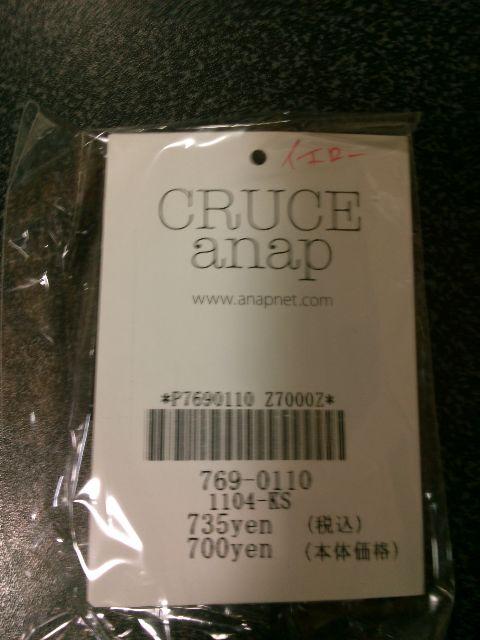 イエロー
CRUCE
anap
www.anapnet.com
*P7690110 Z7000Z*
769-0110
1104-KS
735yen (税込)
700yen (本体価格)